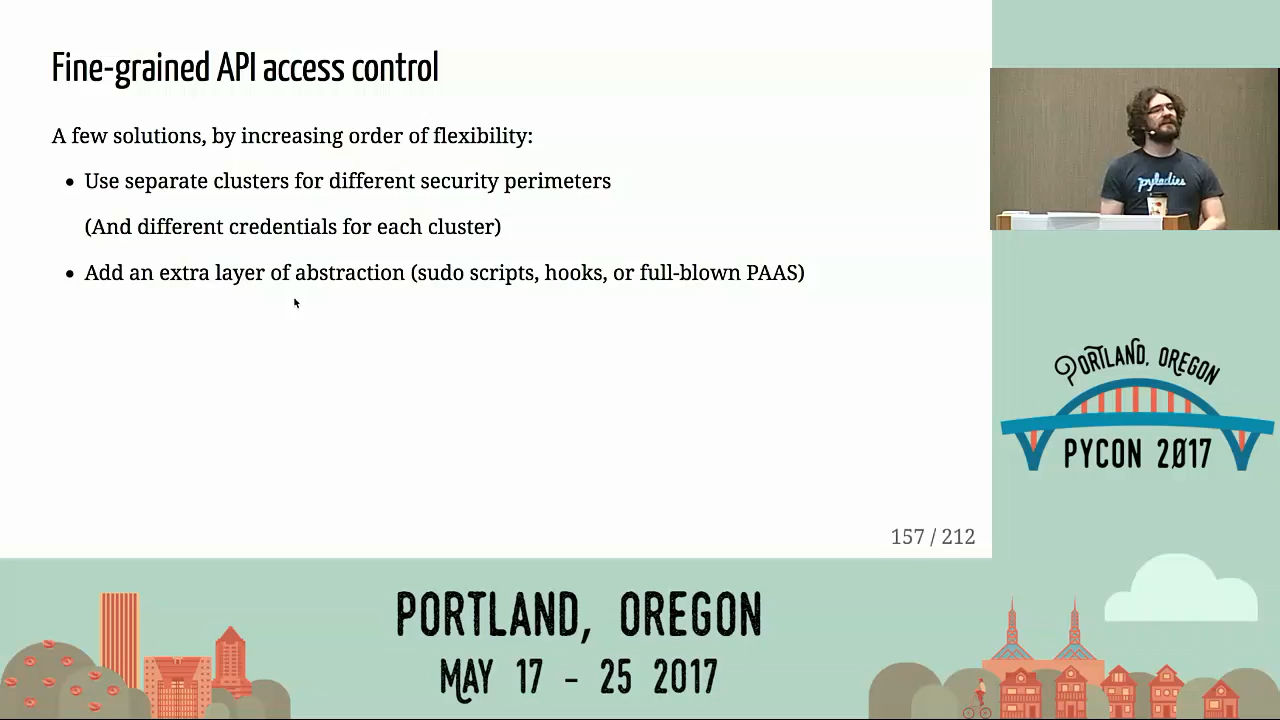 Fine-grained API access control
A few solutions, by increasing order of flexibility:
• Use separate clusters for different security perimeters
(And different credentials for each cluster)
• Add an extra layer of abstraction (sudo scripts, hooks, or full-blown PAAS)
157 / 212
pyladies
PORTLAND, OREGON
PYCON 2017
PORTLAND, OREGON
MAY 17 - 25 2017